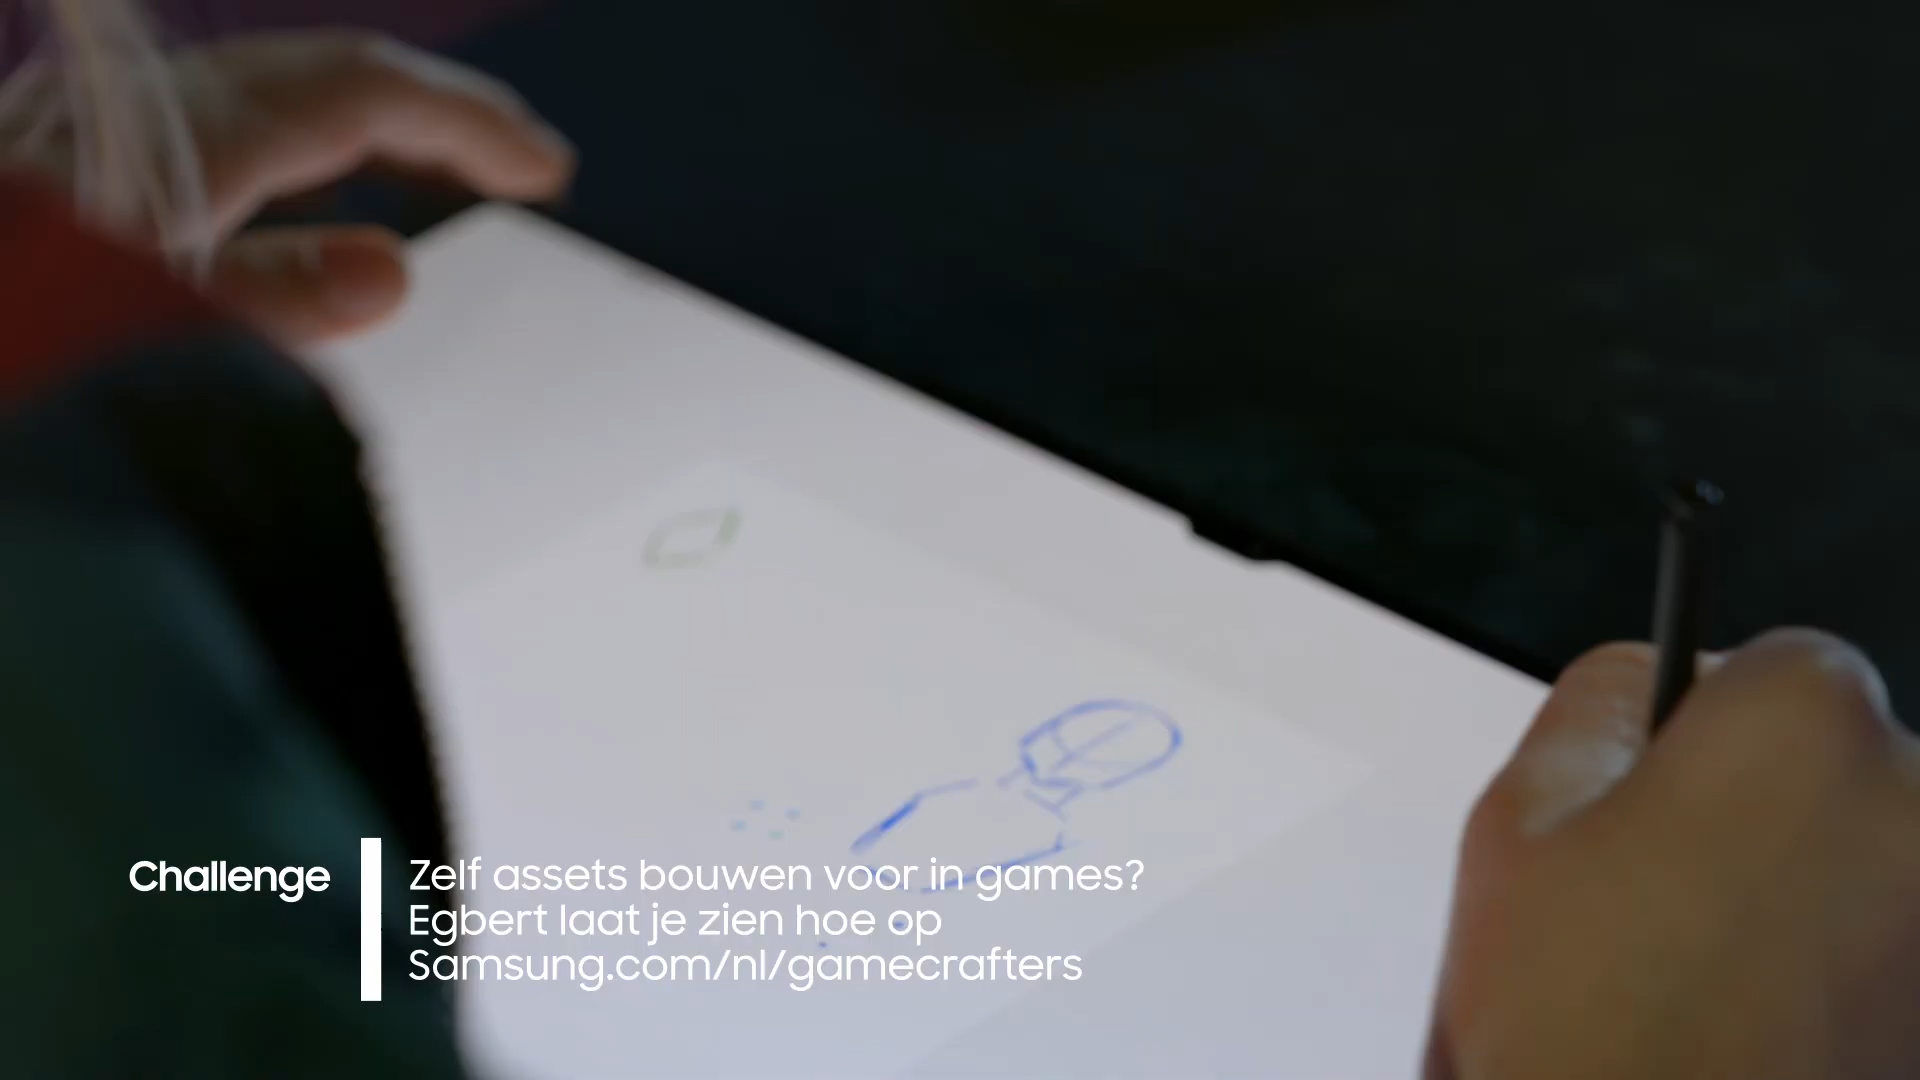 Challenge
Zelf assets bouwen voor in games?
Egbert laat je zien hoe op
Samsung.com/nl/gamecrafters